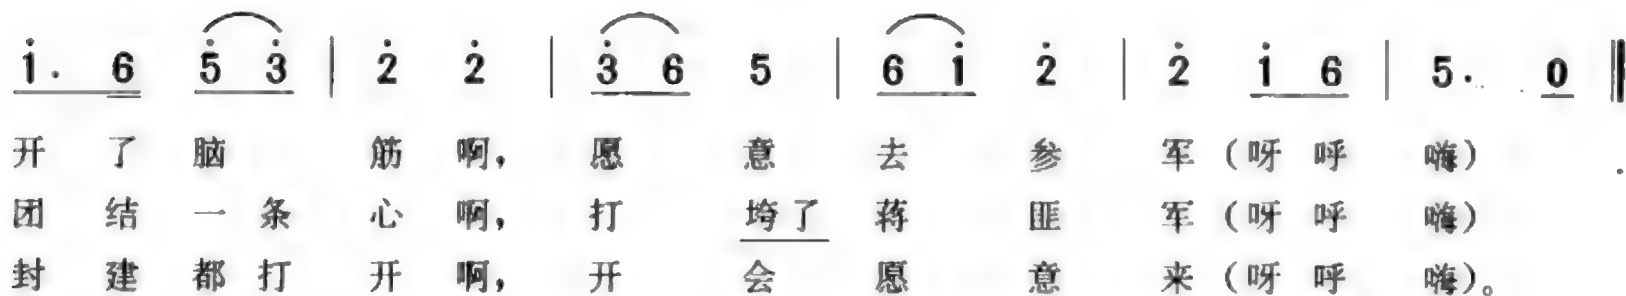 1. 6 5 3 | 2 2 | 3 6 5 | 6 1 2 | 2 1 6 | 5. 0 ‖
开 了 脑 筋 啊， 愿 意 去 参 军（呀 呼 嗨）
团 结 一 条 心 啊， 打 垮了 蒋 匪 军（呀 呼 嗨）
封 建 都 打 开 啊， 开 会 愿 意 来（呀 呼 嗨）。